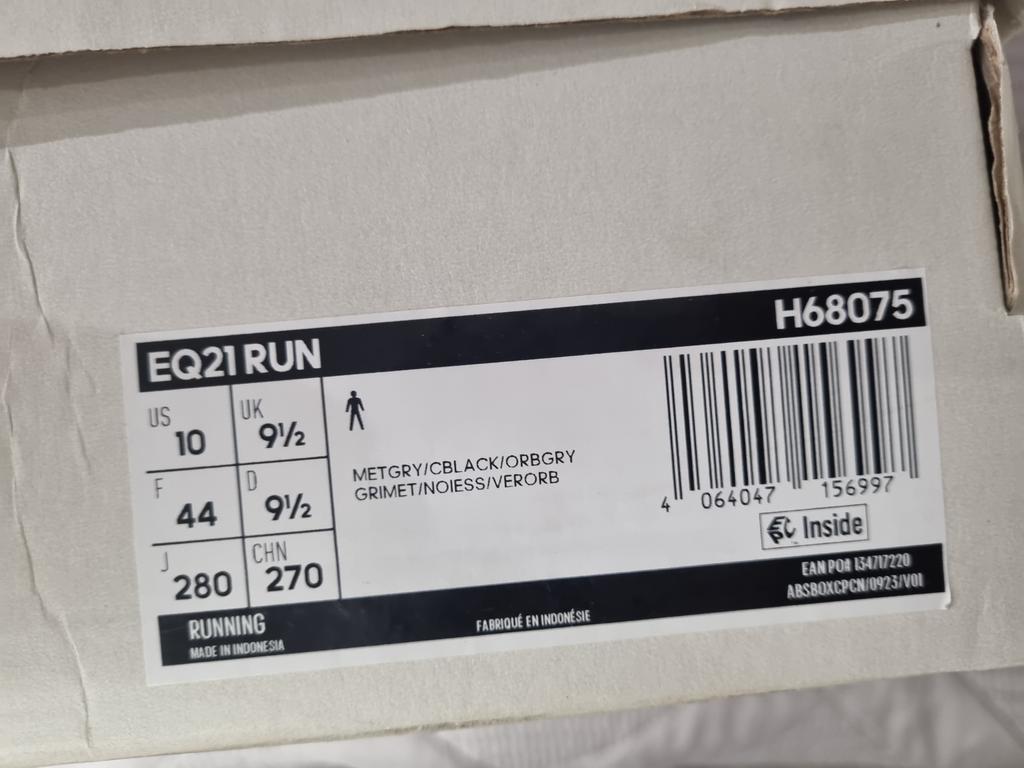 EQ21 RUN
H68075
US
10
UK
9½
F
44
D
9½
J
280
CHN
270
METGRY/CBLACK/ORBGRY
GRIMET/NOIESS/VERORB
4 064047 156997
Inside
RUNNING
MADE IN INDONESIA
FABRIQUÉ EN INDONÉSIE
EAN PO# 134717220
ABSBOXCPCN/0923/V01